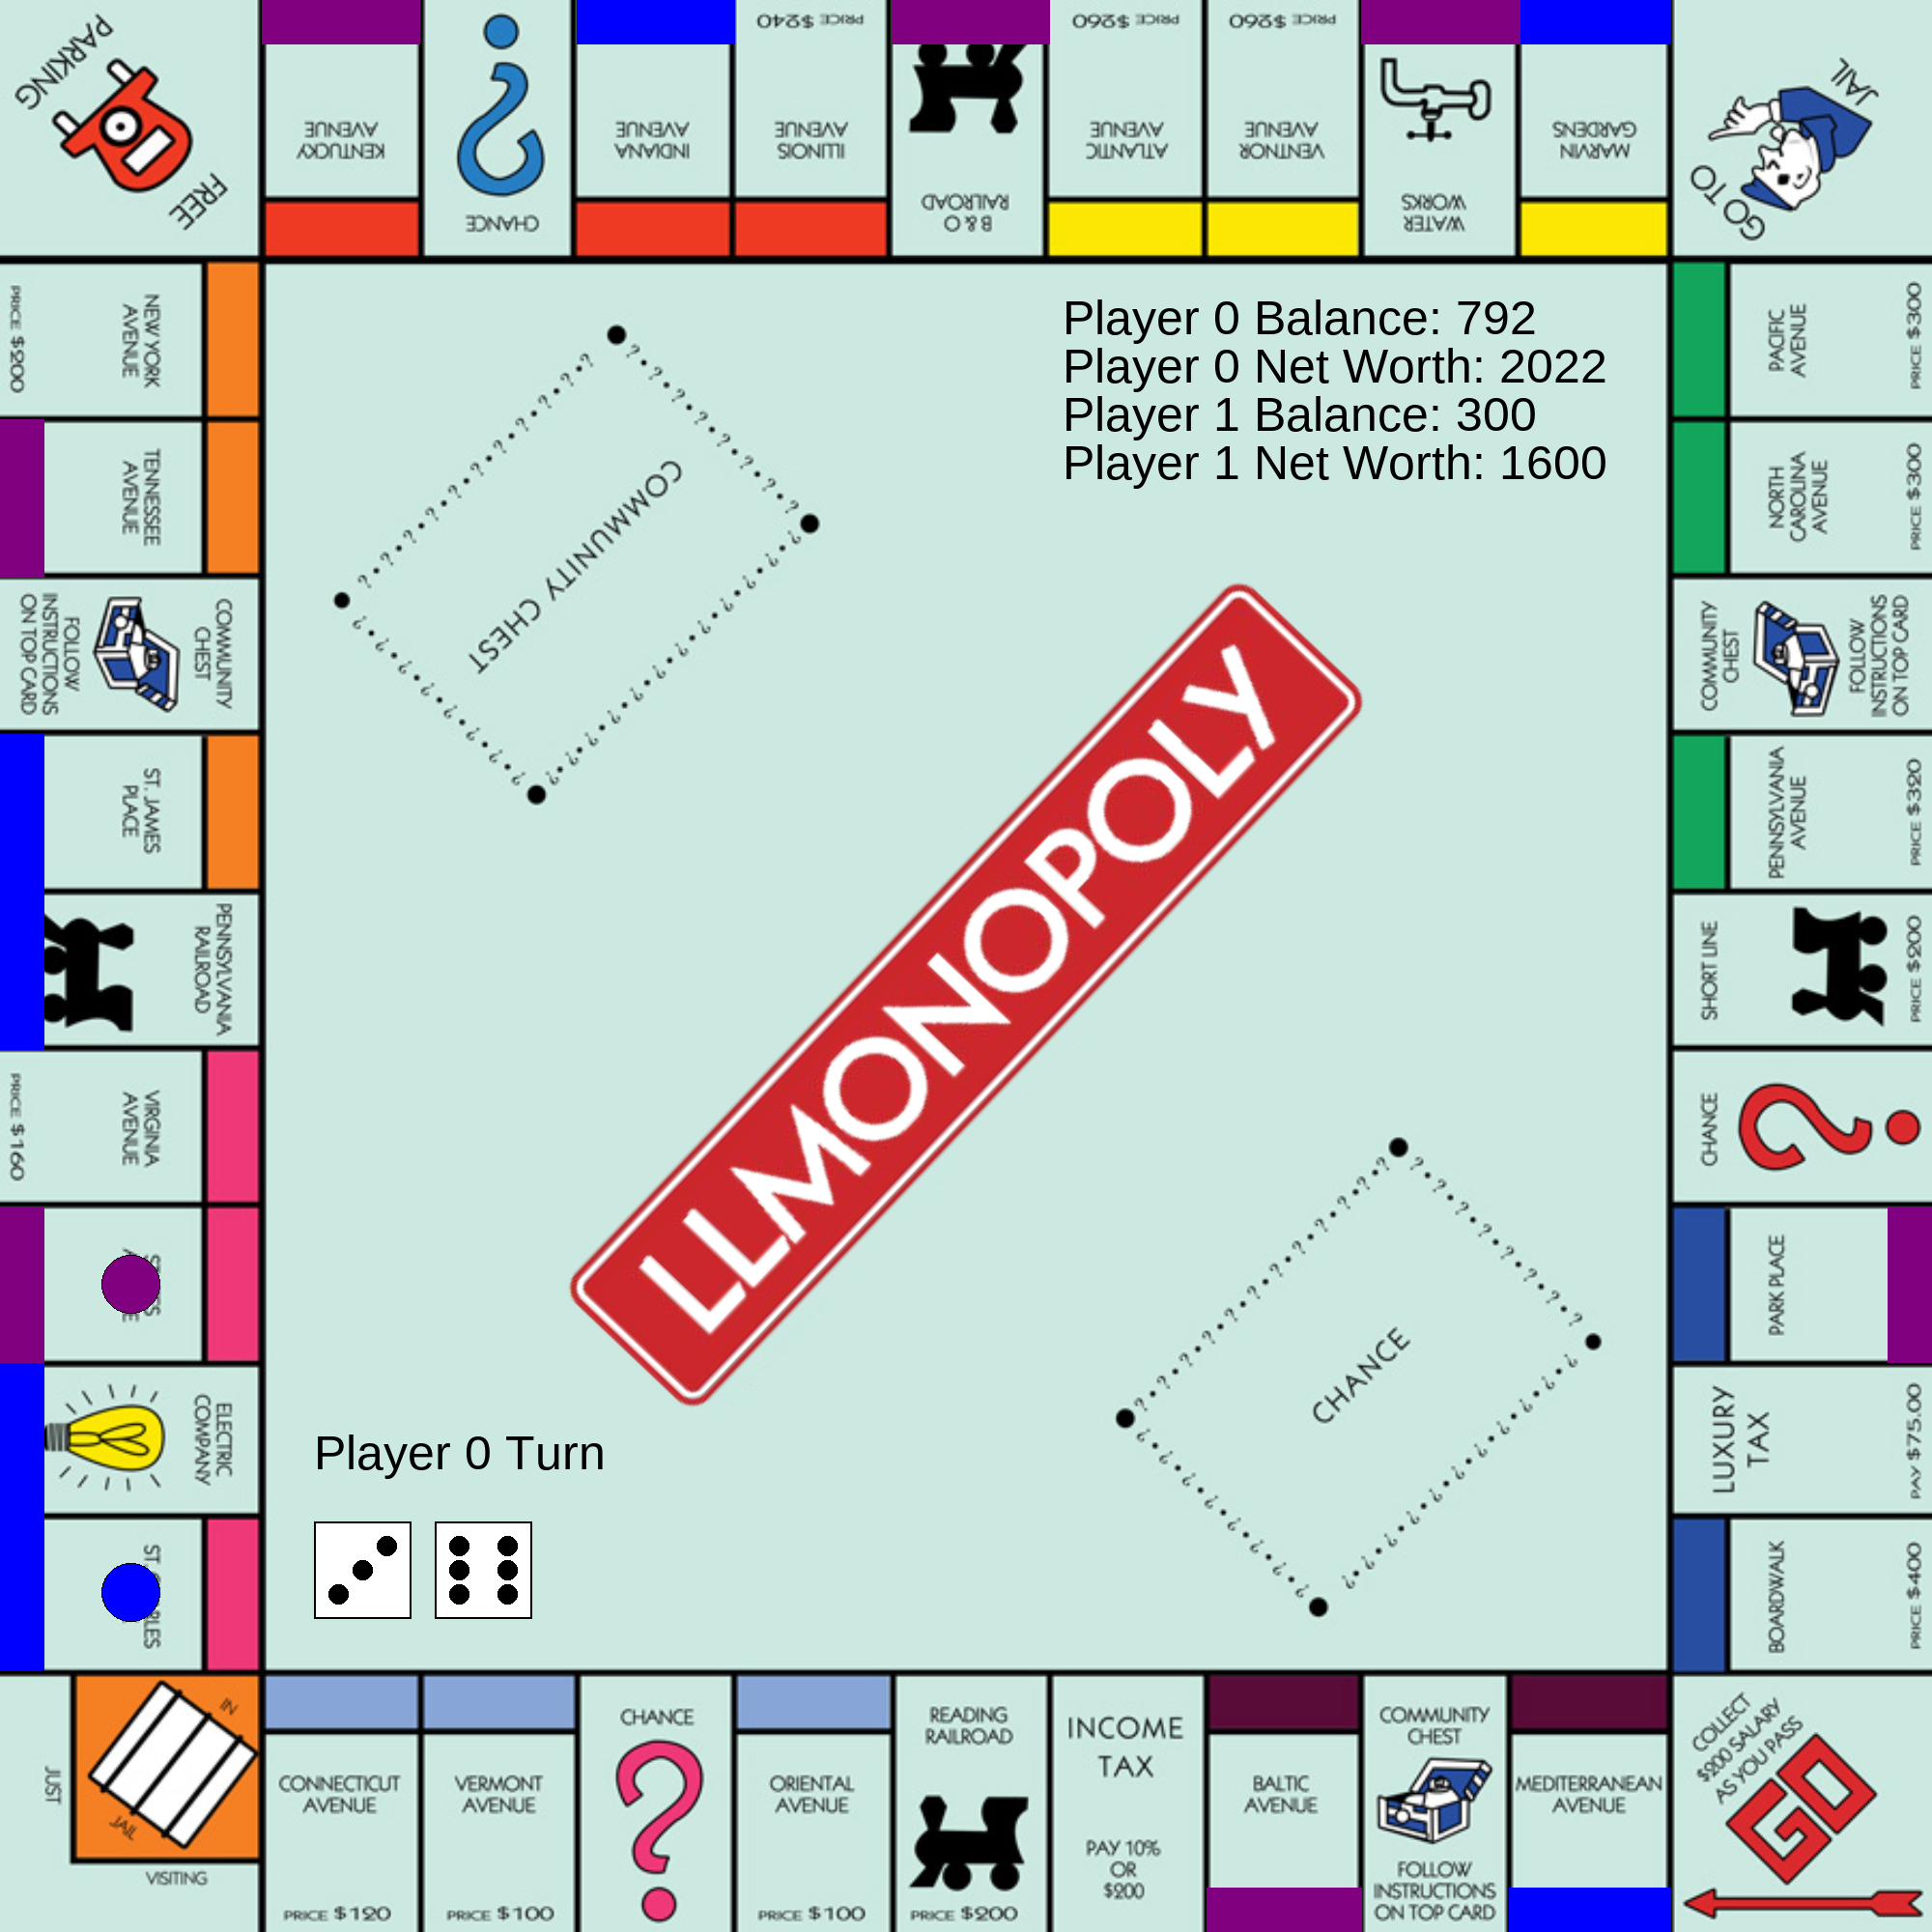 PARKING
FREE
KENTUCKY
AVENUE
CHANCE
INDIANA
AVENUE
PRICE $240
ILLINOIS
AVENUE
B & O
RAILROAD
PRICE $260
ATLANTIC
AVENUE
PRICE $260
VENTNOR
AVENUE
WATER
WORKS
MARVIN
GARDENS
GO TO
JAIL
NEW YORK
AVENUE
PRICE $200
TENNESSEE
AVENUE
COMMUNITY
CHEST
FOLLOW
INSTRUCTIONS
ON TOP CARD
ST. JAMES
PLACE
PENNSYLVANIA
RAILROAD
VIRGINIA
AVENUE
PRICE $160
ELECTRIC
COMPANY
Player 0 Balance: 792
Player 0 Net Worth: 2022
Player 1 Balance: 300
Player 1 Net Worth: 1600
COMMUNITY CHEST
LLMONOPOLY
CHANCE
Player 0 Turn
PACIFIC
AVENUE
PRICE $300
NORTH
CAROLINA
AVENUE
PRICE $300
COMMUNITY
CHEST
FOLLOW
INSTRUCTIONS
ON TOP CARD
PENNSYLVANIA
AVENUE
PRICE $320
SHORT LINE
PRICE $200
CHANCE
PARK PLACE
LUXURY
TAX
PAY $75.00
BOARDWALK
PRICE $400
IN
JAIL
JUST
VISITING
CONNECTICUT
AVENUE
PRICE $120
VERMONT
AVENUE
PRICE $100
CHANCE
ORIENTAL
AVENUE
PRICE $100
READING
RAILROAD
PRICE $200
INCOME
TAX
PAY 10%
OR
$200
BALTIC
AVENUE
COMMUNITY
CHEST
FOLLOW
INSTRUCTIONS
ON TOP CARD
MEDITERRANEAN
AVENUE
COLLECT
$200 SALARY
AS YOU PASS
GO